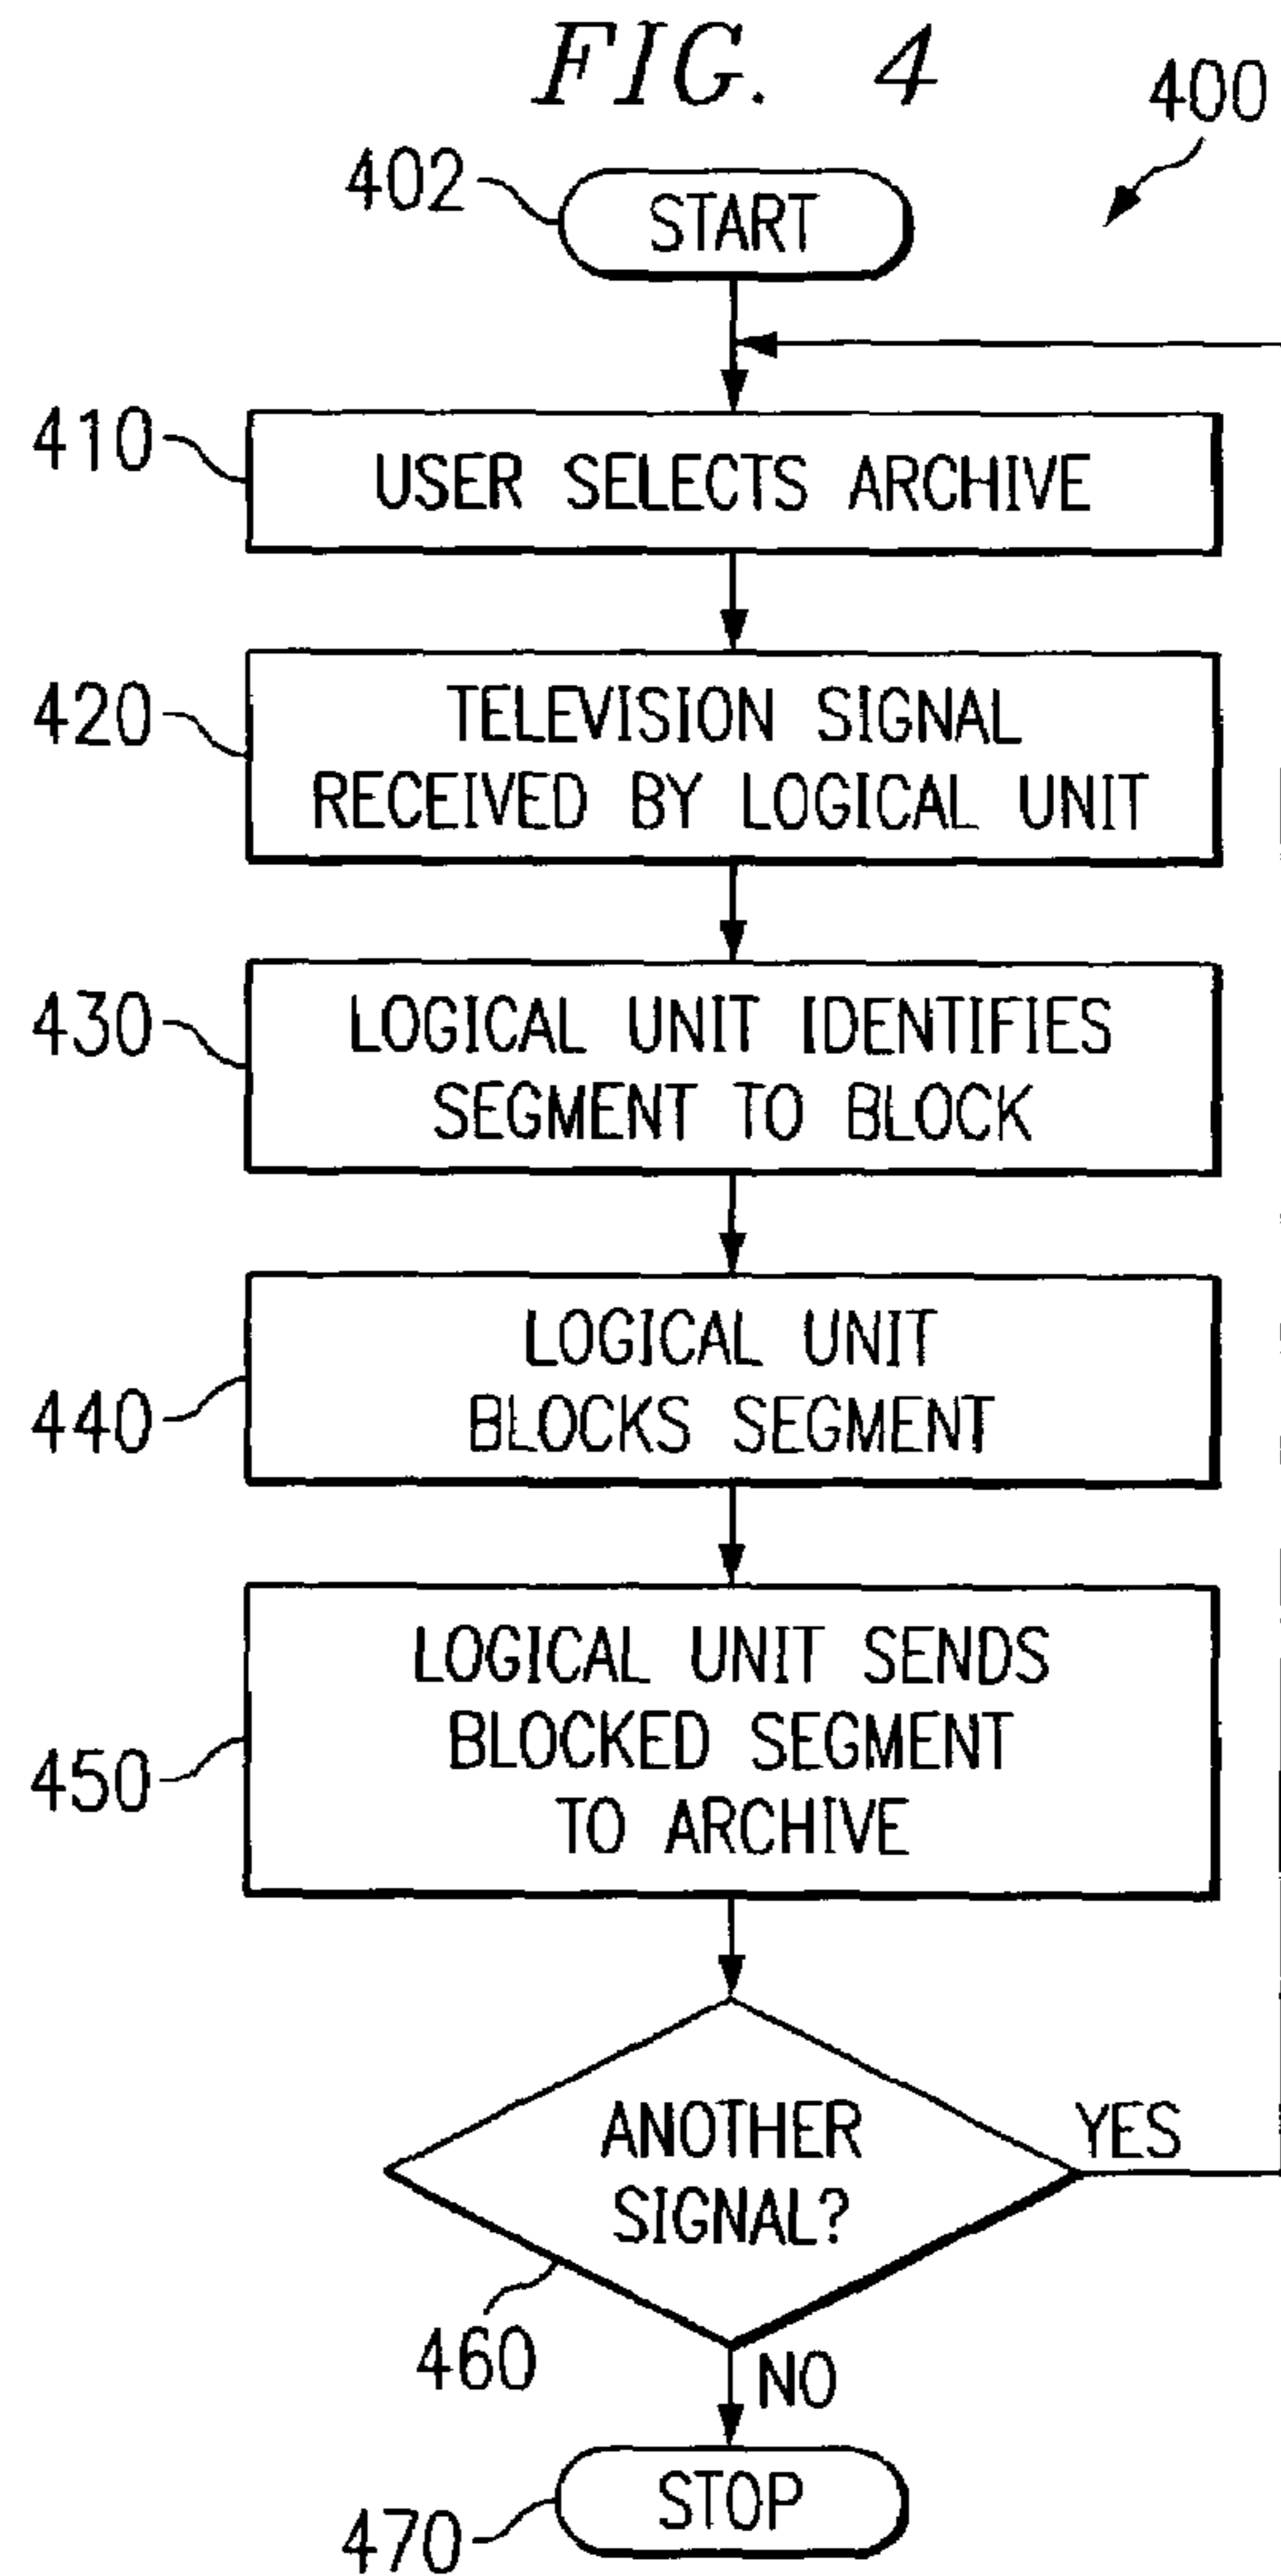 FIG. 4
400
402
START
410
USER SELECTS ARCHIVE
420
TELEVISION SIGNAL
RECEIVED BY LOGICAL UNIT
430
LOGICAL UNIT IDENTIFIES
SEGMENT TO BLOCK
440
LOGICAL UNIT
BLOCKS SEGMENT
450
LOGICAL UNIT SENDS
BLOCKED SEGMENT
TO ARCHIVE
ANOTHER
SIGNAL?
YES
460
NO
STOP
470